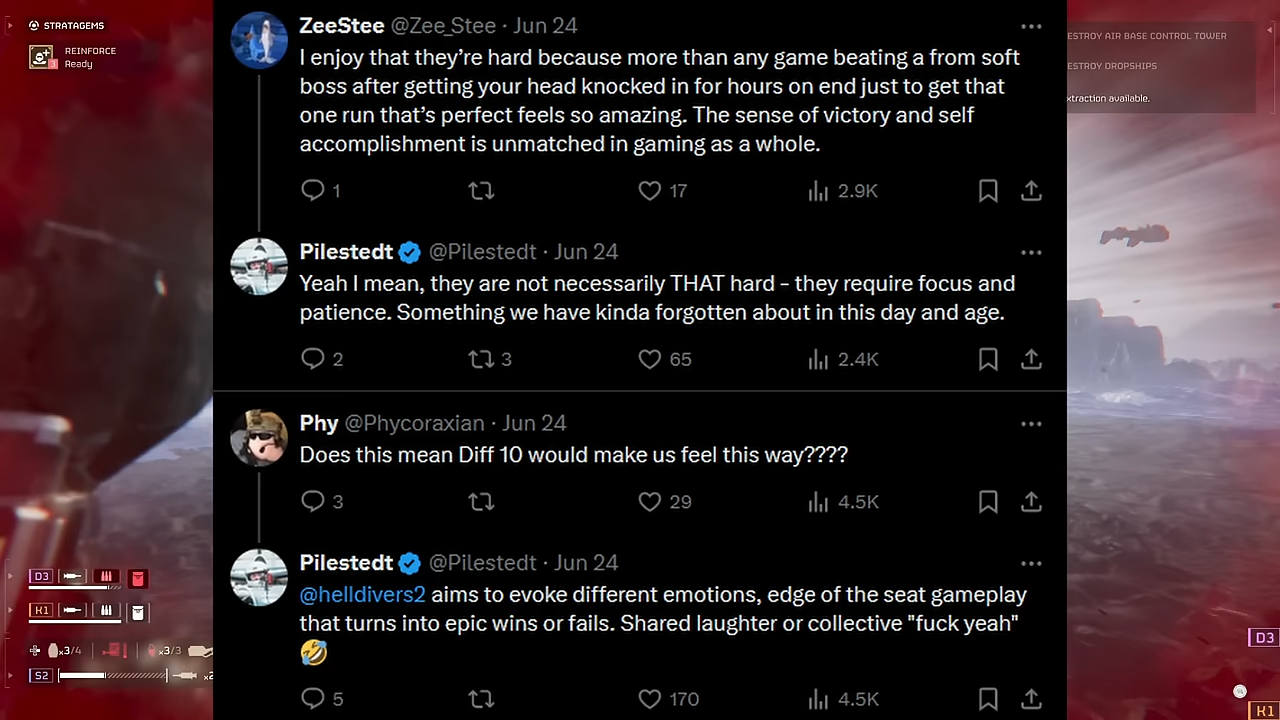 STRATAGEMS
REINFORCE
Ready
3
ESTROY AIR BASE CONTROL TOWER
ESTROY DROPSHIPS
xtraction available.
ZeeStee @Zee_Stee · Jun 24
I enjoy that they're hard because more than any game beating a from soft
boss after getting your head knocked in for hours on end just to get that
one run that's perfect feels so amazing. The sense of victory and self
accomplishment is unmatched in gaming as a whole.
1 17 2.9K
Pilestedt @Pilestedt · Jun 24
Yeah I mean, they are not necessarily THAT hard - they require focus and
patience. Something we have kinda forgotten about in this day and age.
2 3 65 2.4K
Phy @Phycoraxian · Jun 24
Does this mean Diff 10 would make us feel this way????
3 29 4.5K
Pilestedt @Pilestedt · Jun 24
@helldivers2 aims to evoke different emotions, edge of the seat gameplay
that turns into epic wins or fails. Shared laughter or collective "fuck yeah"
🤣
5 170 4.5K
D3
K1
x3/4 x3/3
S2 x2
D3
K1